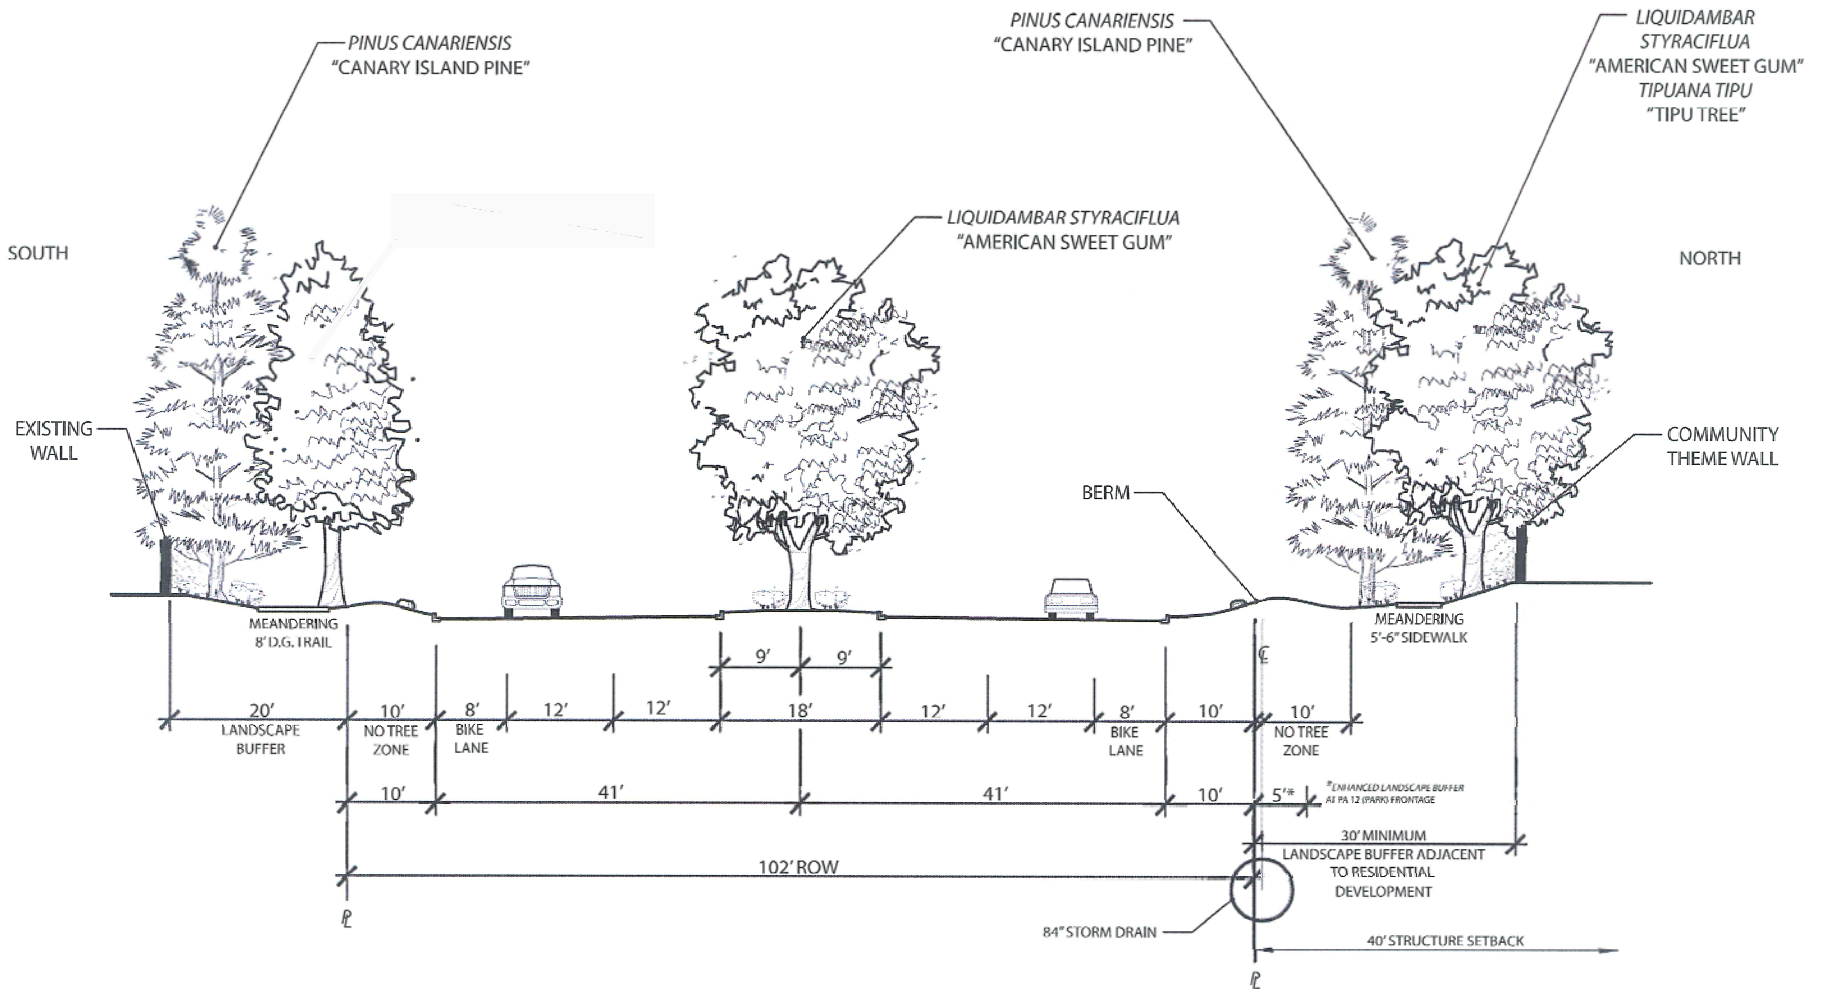 PINUS CANARIENSIS
"CANARY ISLAND PINE"
PINUS CANARIENSIS
"CANARY ISLAND PINE"
LIQUIDAMBAR
STYRACIFLUA
"AMERICAN SWEET GUM"
TIPUANA TIPU
"TIPU TREE"
LIQUIDAMBAR STYRACIFLUA
"AMERICAN SWEET GUM"
SOUTH
NORTH
EXISTING
WALL
BERM
COMMUNITY
THEME WALL
MEANDERING
8' D.G. TRAIL
MEANDERING
5'-6" SIDEWALK
9'
9'
℄
20'
LANDSCAPE
BUFFER
10'
NO TREE
ZONE
8'
BIKE
LANE
12'
12'
18'
12'
12'
8'
BIKE
LANE
10'
10'
NO TREE
ZONE
10'
41'
41'
10'
5'*
*ENHANCED LANDSCAPE BUFFER
AT PA 12 (PARK) FRONTAGE
30' MINIMUM
LANDSCAPE BUFFER ADJACENT
TO RESIDENTIAL
DEVELOPMENT
102' ROW
PL
84" STORM DRAIN
40' STRUCTURE SETBACK
PL